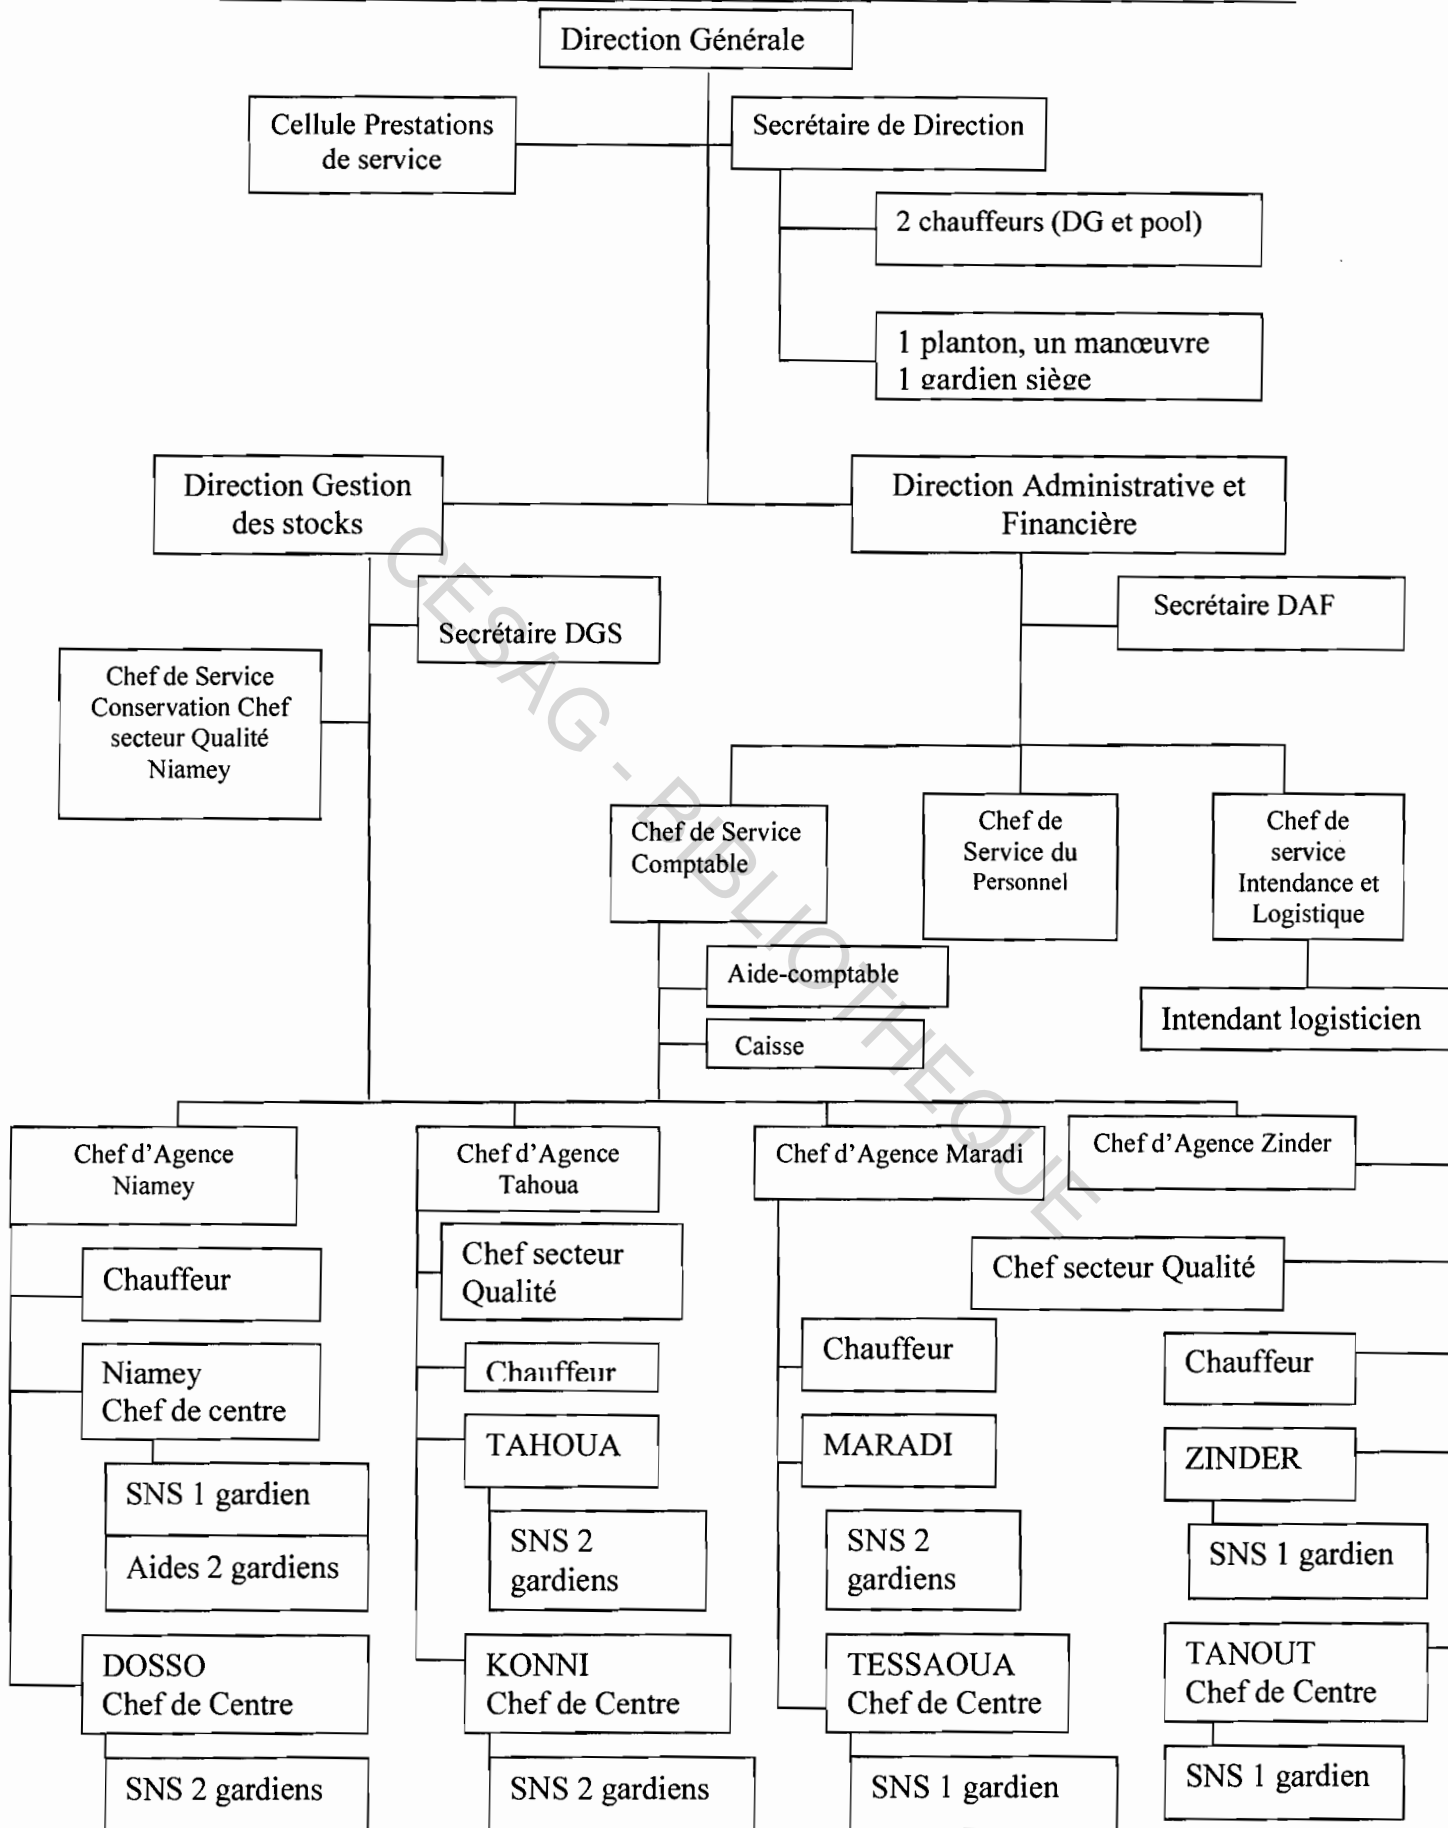 Direction Générale
Cellule Prestations
de service
Secrétaire de Direction
2 chauffeurs (DG et pool)
1 planton, un manœuvre
1 gardien siège
Direction Gestion
des stocks
Direction Administrative et
Financière
Secrétaire DGS
Secrétaire DAF
Chef de Service
Conservation Chef
secteur Qualité
Niamey
Chef de Service
Comptable
Chef de
Service du
Personnel
Chef de
service
Intendance et
Logistique
Aide-comptable
Caisse
Intendant logisticien
Chef d'Agence
Niamey
Chauffeur
Niamey
Chef de centre
SNS 1 gardien
Aides 2 gardiens
DOSSO
Chef de Centre
SNS 2 gardiens
Chef d'Agence
Tahoua
Chef secteur
Qualité
Chauffeur
TAHOUA
SNS 2
gardiens
KONNI
Chef de Centre
SNS 2 gardiens
Chef d'Agence Maradi
Chauffeur
MARADI
SNS 2
gardiens
TESSAOUA
Chef de Centre
SNS 1 gardien
Chef d'Agence Zinder
Chef secteur Qualité
Chauffeur
ZINDER
SNS 1 gardien
TANOUT
Chef de Centre
SNS 1 gardien
CESAG - BIBLIOTHEQUE